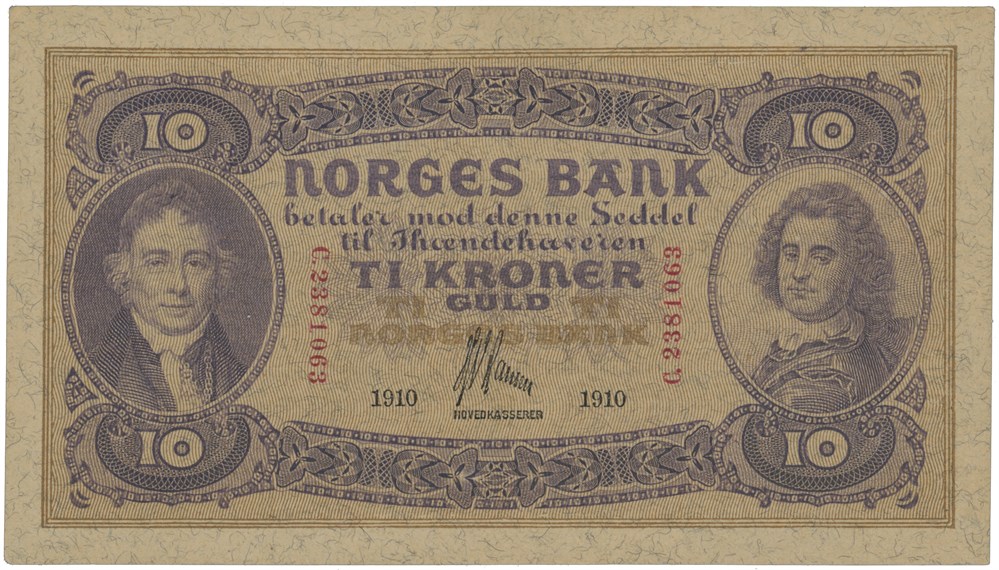 10 10
NORGES BANK
betaler mod denne Seddel
til Ihændehaveren
TI KRONER
GULD
TI TI
NORGES BANK
C.2381063 C.2381063
1910 1910
HOVEDKASSERER
10 10